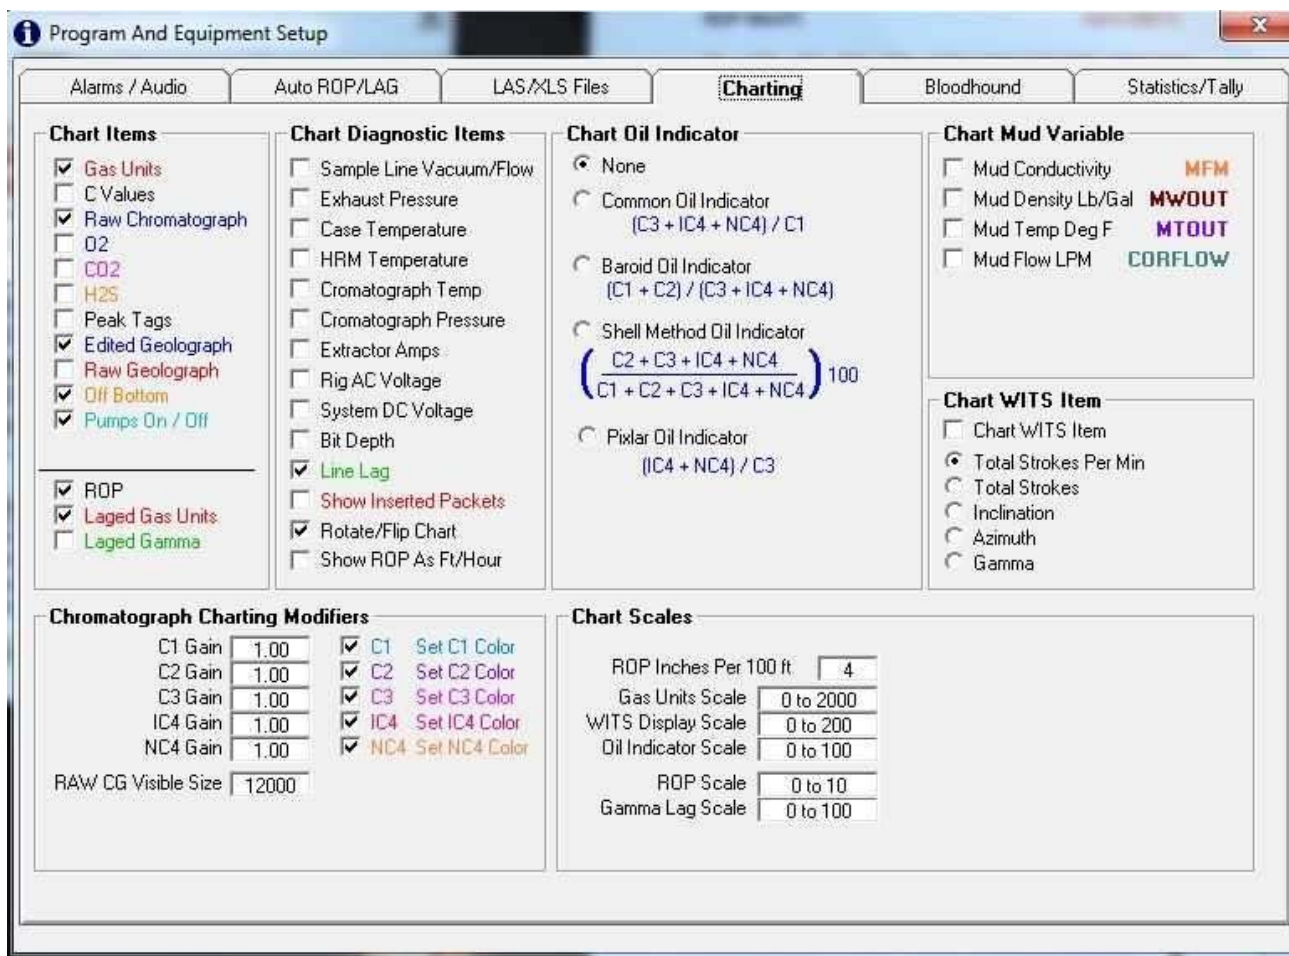 Program And Equipment Setup
Alarms / Audio
Auto ROP/LAG
LAS/XLS Files
Charting
Bloodhound
Statistics/Tally
Chart Items
Gas Units
C Values
Raw Chromatograph
O2
CO2
H2S
Peak Tags
Edited Geolograph
Raw Geolograph
Off Bottom
Pumps On / Off
ROP
Laged Gas Units
Laged Gamma
Chart Diagnostic Items
Sample Line Vacuum/Flow
Exhaust Pressure
Case Temperature
HRM Temperature
Cromatograph Temp
Cromatograph Pressure
Extractor Amps
Rig AC Voltage
System DC Voltage
Bit Depth
Line Lag
Show Inserted Packets
Rotate/Flip Chart
Show ROP As Ft/Hour
Chart Oil Indicator
None
Common Oil Indicator
(C3 + IC4 + NC4) / C1
Baroid Oil Indicator
(C1 + C2) / (C3 + IC4 + NC4)
Shell Method Oil Indicator
( C2 + C3 + IC4 + NC4
C1 + C2 + C3 + IC4 + NC4 ) 100
Pixlar Oil Indicator
(IC4 + NC4) / C3
Chart Mud Variable
Mud Conductivity MFM
Mud Density Lb/Gal MWOUT
Mud Temp Deg F MTOUT
Mud Flow LPM CORFLOW
Chart WITS Item
Chart WITS Item
Total Strokes Per Min
Total Strokes
Inclination
Azimuth
Gamma
Chromatograph Charting Modifiers
C1 Gain 1.00 C1 Set C1 Color
C2 Gain 1.00 C2 Set C2 Color
C3 Gain 1.00 C3 Set C3 Color
IC4 Gain 1.00 IC4 Set IC4 Color
NC4 Gain 1.00 NC4 Set NC4 Color
RAW CG Visible Size 12000
Chart Scales
ROP Inches Per 100 ft 4
Gas Units Scale 0 to 2000
WITS Display Scale 0 to 200
Oil Indicator Scale 0 to 100
ROP Scale 0 to 10
Gamma Lag Scale 0 to 100